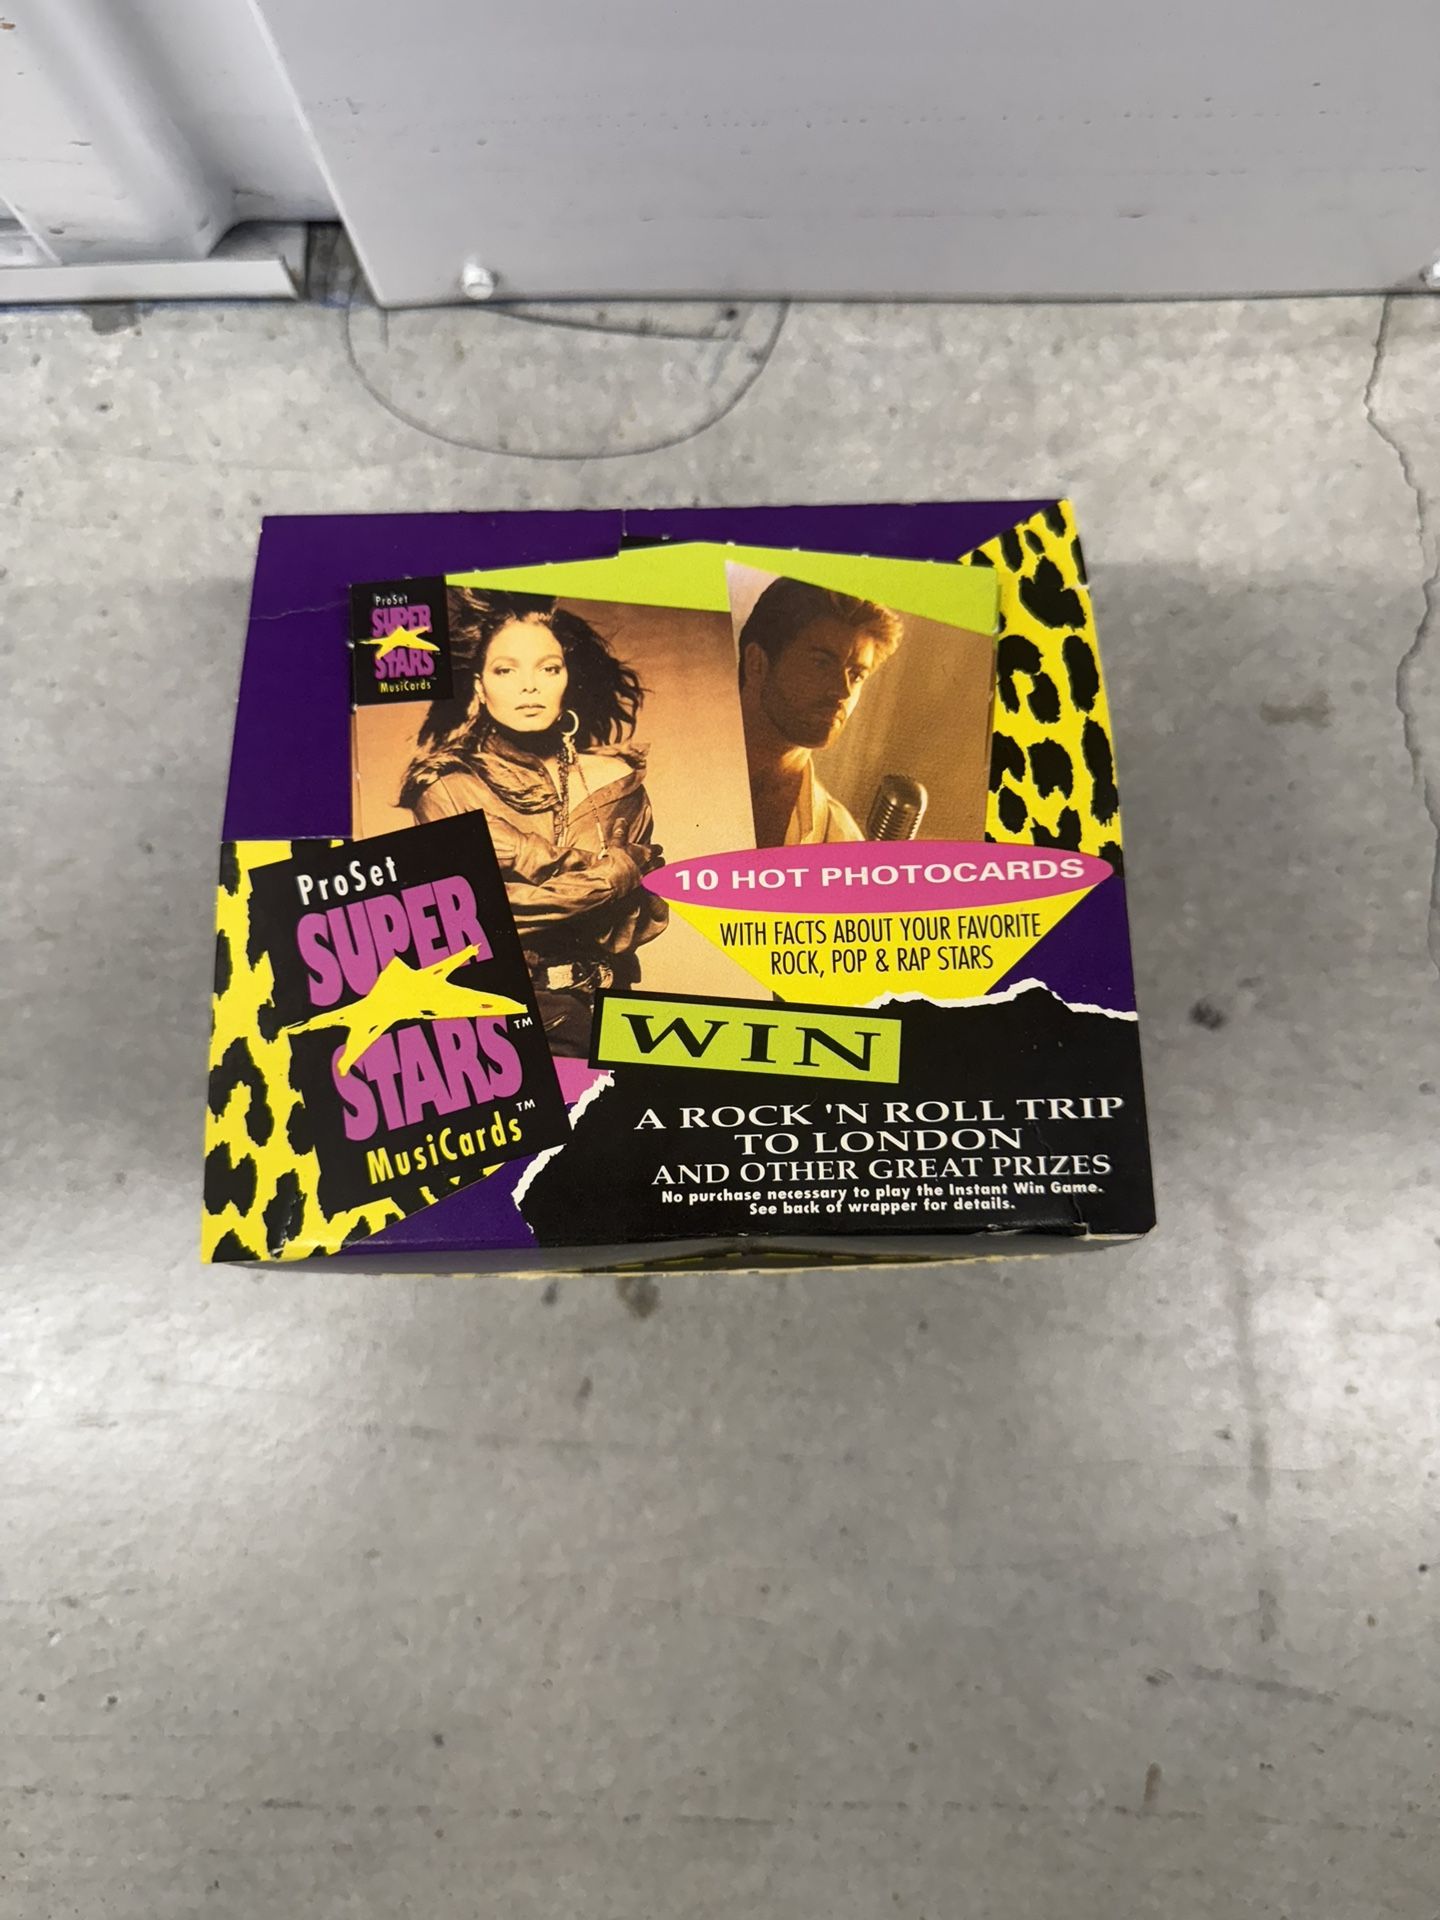 ProSet
SUPER
STARS
MusiCards™
ProSet
SUPER
STARS™
MusiCards™
10 HOT PHOTOCARDS
WITH FACTS ABOUT YOUR FAVORITE
ROCK, POP & RAP STARS
WIN
A ROCK 'N ROLL TRIP
TO LONDON
AND OTHER GREAT PRIZES
No purchase necessary to play the Instant Win Game.
See back of wrapper for details.